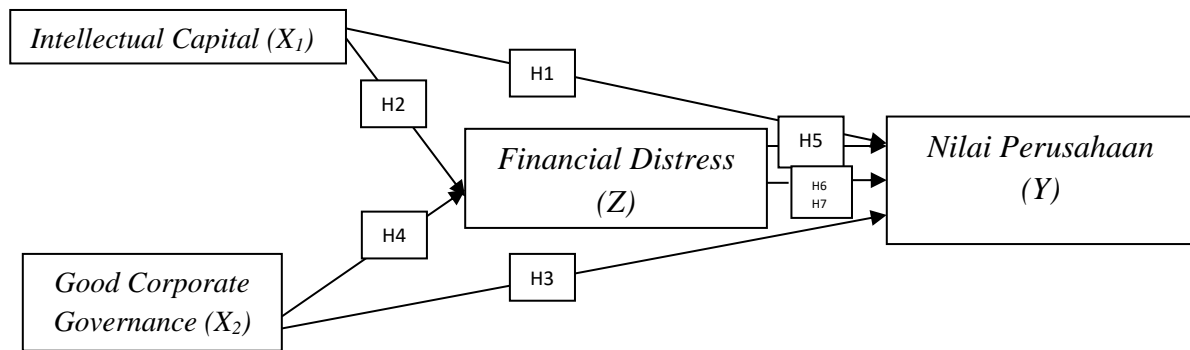 Intellectual Capital (X₁)
H1
H2
H5
Financial Distress
(Z)
Nilai Perusahaan
(Y)
H6
H7
H4
H3
Good Corporate
Governance (X₂)